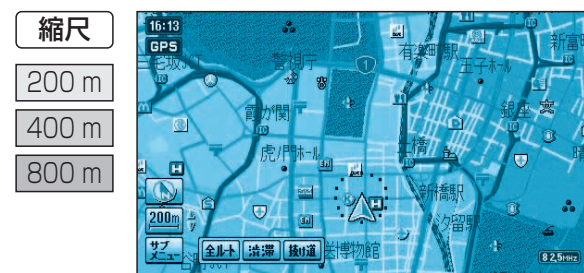 縮尺
200 m
400 m
800 m
16:13
GPS
三宅坂JCT
警視庁
有楽町駅
新富町
1
王子ホール
霞が関
銀座
虎ノ門ホール
土橋
新橋駅
汐留駅
200m
サブ
メニュー
全ルート
渋滞
抜け道
送博物館
82.5MHz